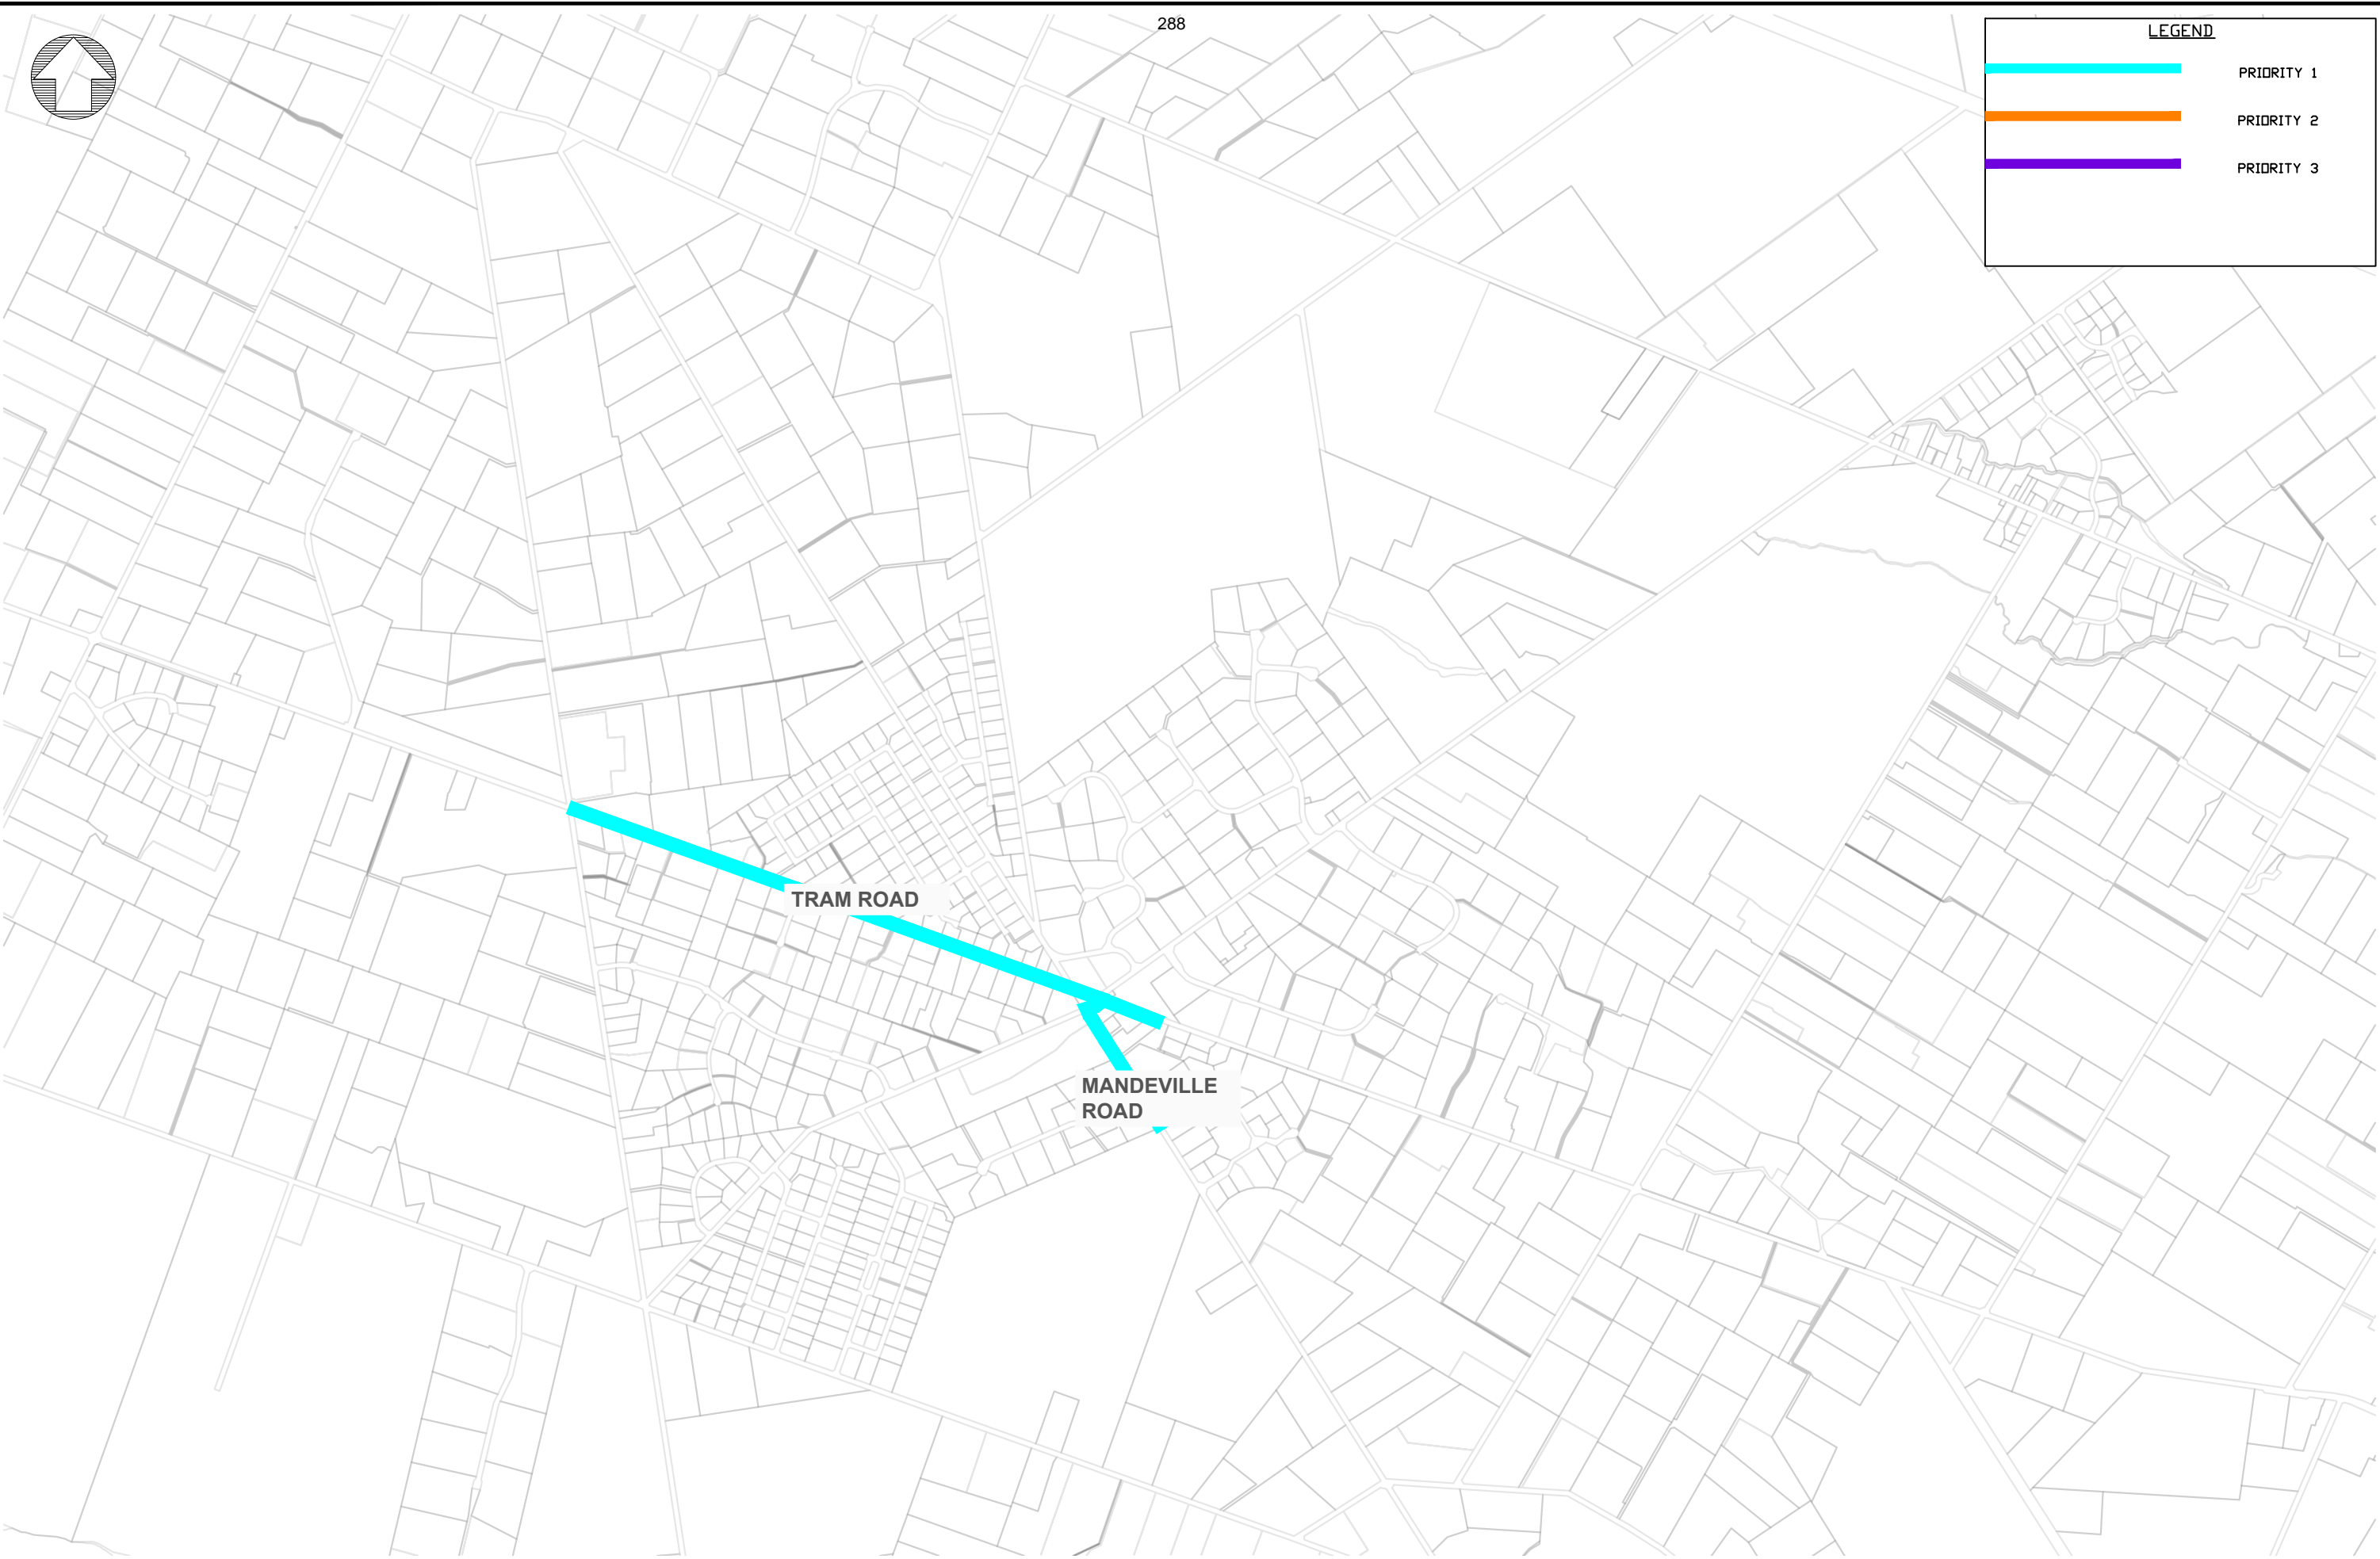 288
LEGEND
PRIORITY 1
PRIORITY 2
PRIORITY 3
TRAM ROAD
MANDEVILLE
ROAD